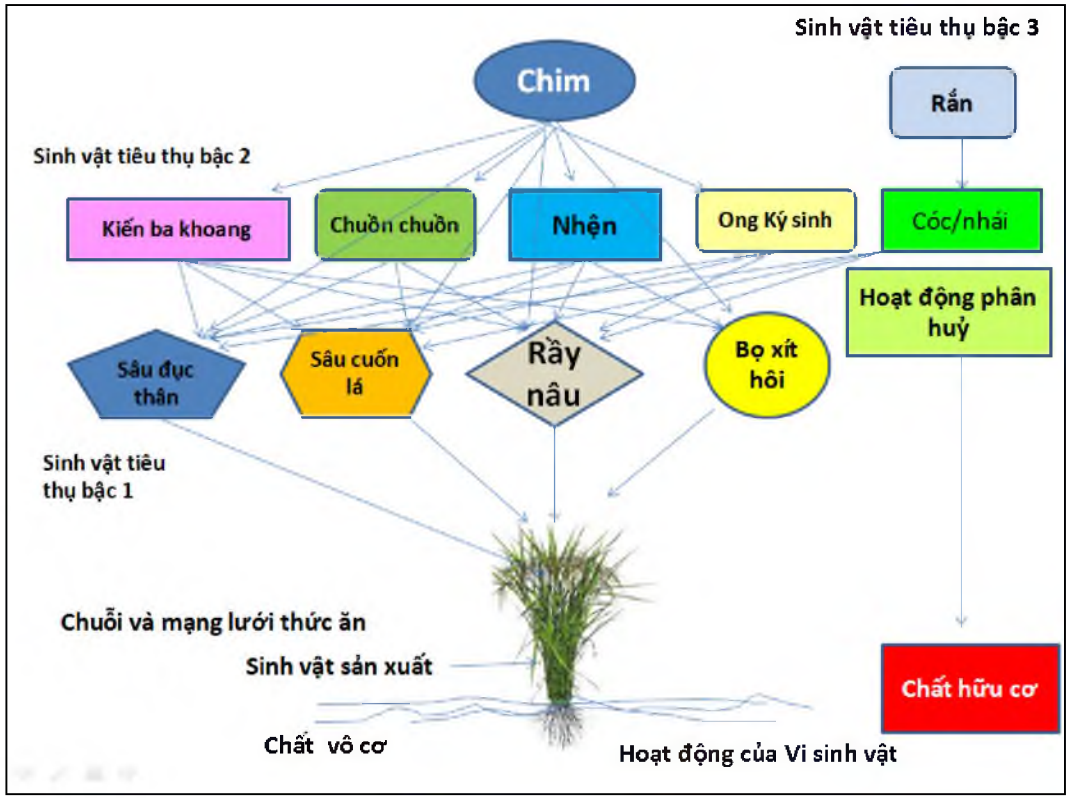 Sinh vật tiêu thụ bậc 3
Chim
Rắn
Sinh vật tiêu thụ bậc 2
Kiến ba khoang
Chuồn chuồn
Nhện
Ong Ký sinh
Cóc/nhái
Hoạt động phân
huỷ
Sâu đục
thân
Sâu cuốn
lá
Rầy
nâu
Bọ xít
hôi
Sinh vật tiêu
thụ bậc 1
Chuỗi và mạng lưới thức ăn
Sinh vật sản xuất
Chất hữu cơ
Chất vô cơ
Hoạt động của Vi sinh vật